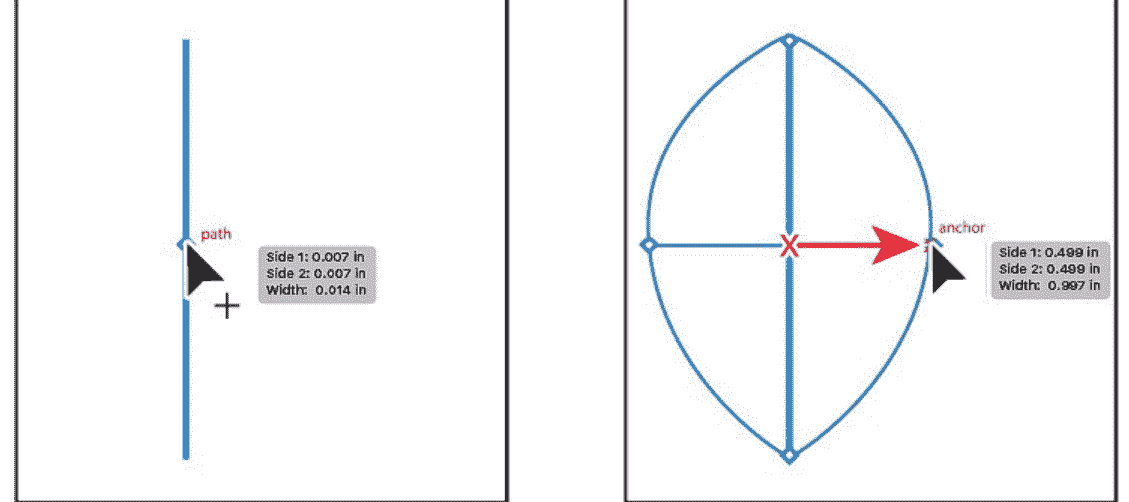 path
Side 1: 0.007 in
Side 2: 0.007 in
Width: 0.014 in
X
anchor
Side 1: 0.499 in
Side 2: 0.499 in
Width: 0.997 in